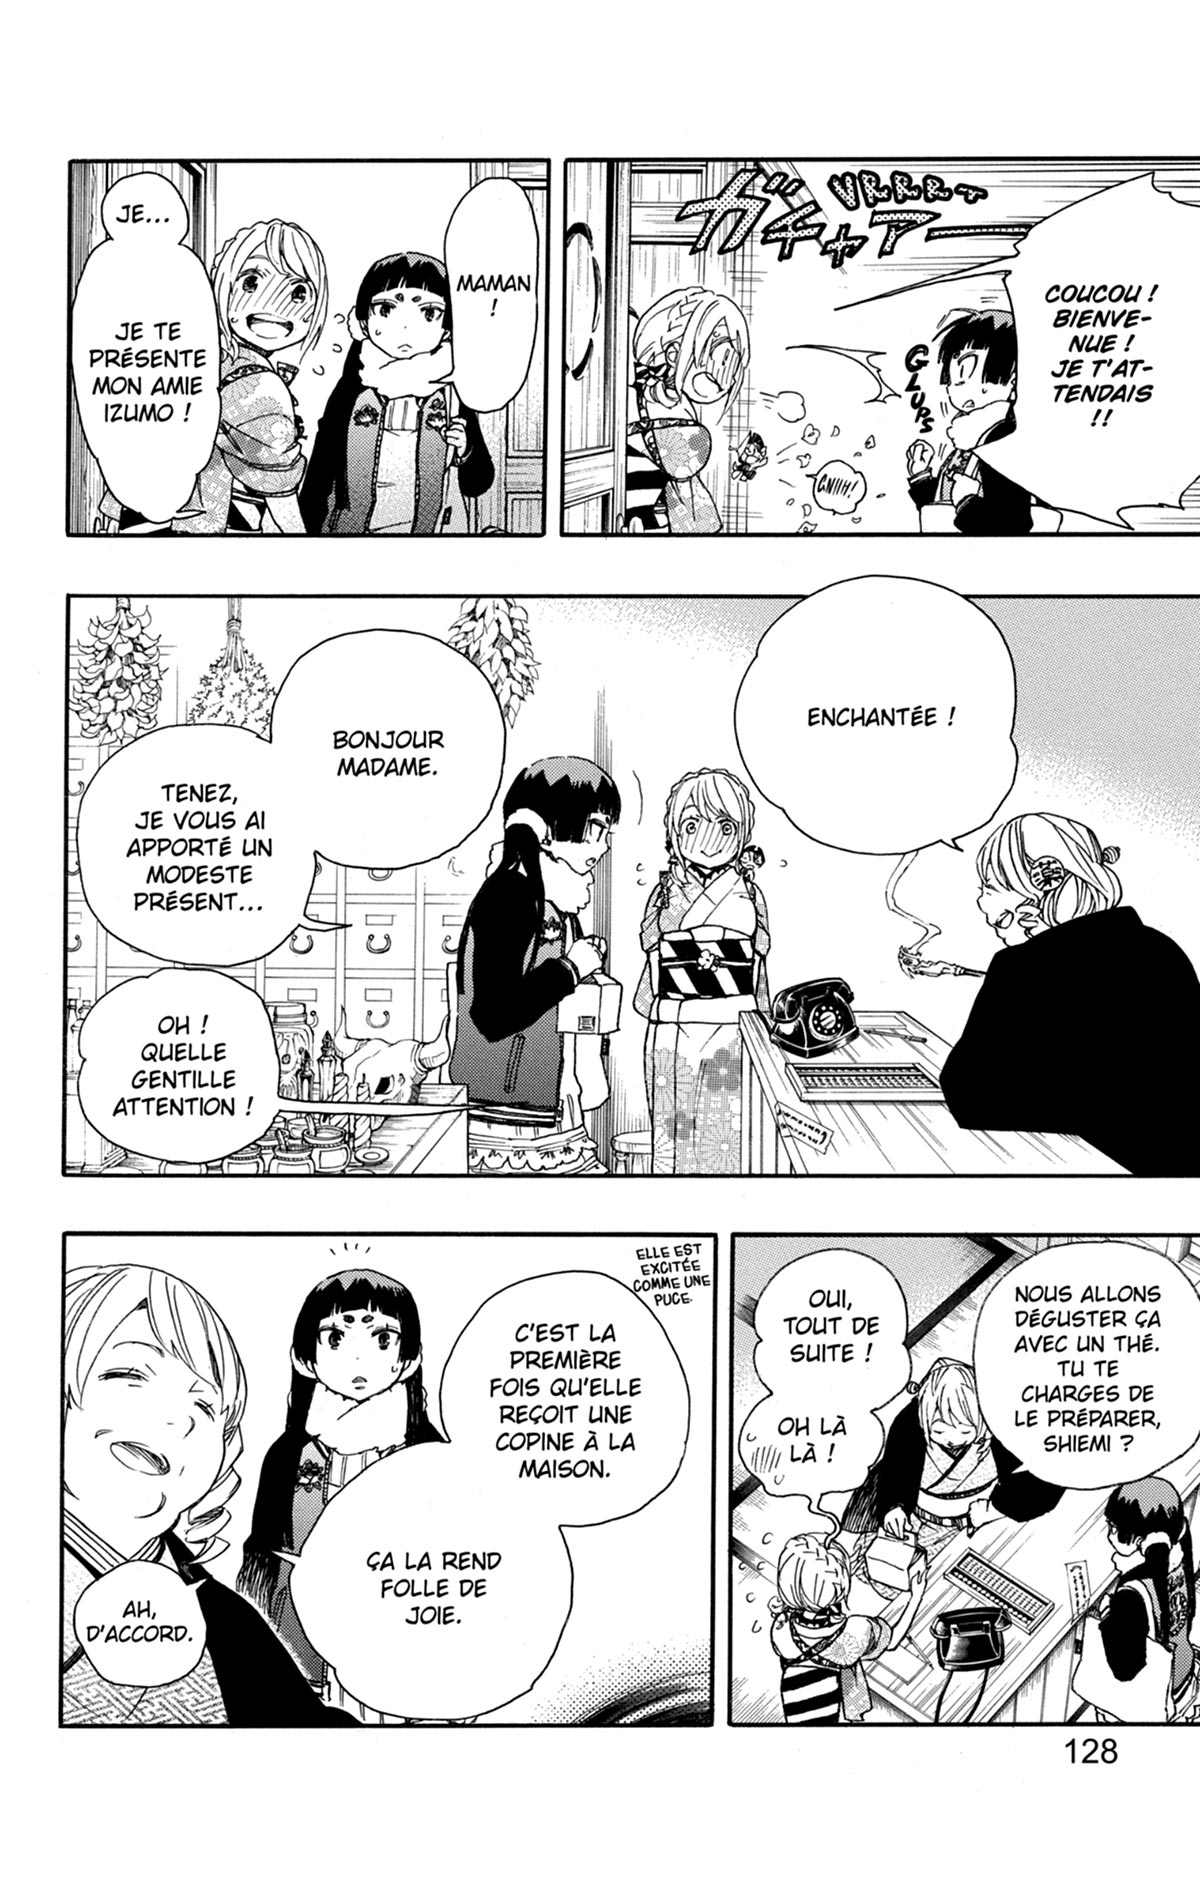 VRRRT
ガチャアー
COUCOU !
BIENVE-
NUE !
JE T'AT-
TENDAIS
!!
GLURS
GNIIIH!
MAMAN
!
JE...
JE TE
PRÉSENTE
MON AMIE
IZUMO !
ENCHANTÉE !
BONJOUR
MADAME.
TENEZ,
JE VOUS AI
APPORTÉ UN
MODESTE
PRÉSENT...
OH !
QUELLE
GENTILLE
ATTENTION !
NOUS ALLONS
DÉGUSTER ÇA
AVEC UN THÉ.
TU TE
CHARGES DE
LE PRÉPARER,
SHIEMI ?
OUI,
TOUT DE
SUITE !
OH LÀ
LÀ !
ELLE EST
EXCITÉE
COMME UNE
PUCE.
C'EST LA
PREMIÈRE
FOIS QU'ELLE
REÇOIT UNE
COPINE À LA
MAISON.
ÇA LA REND
FOLLE DE
JOIE.
AH,
D'ACCORD.
128